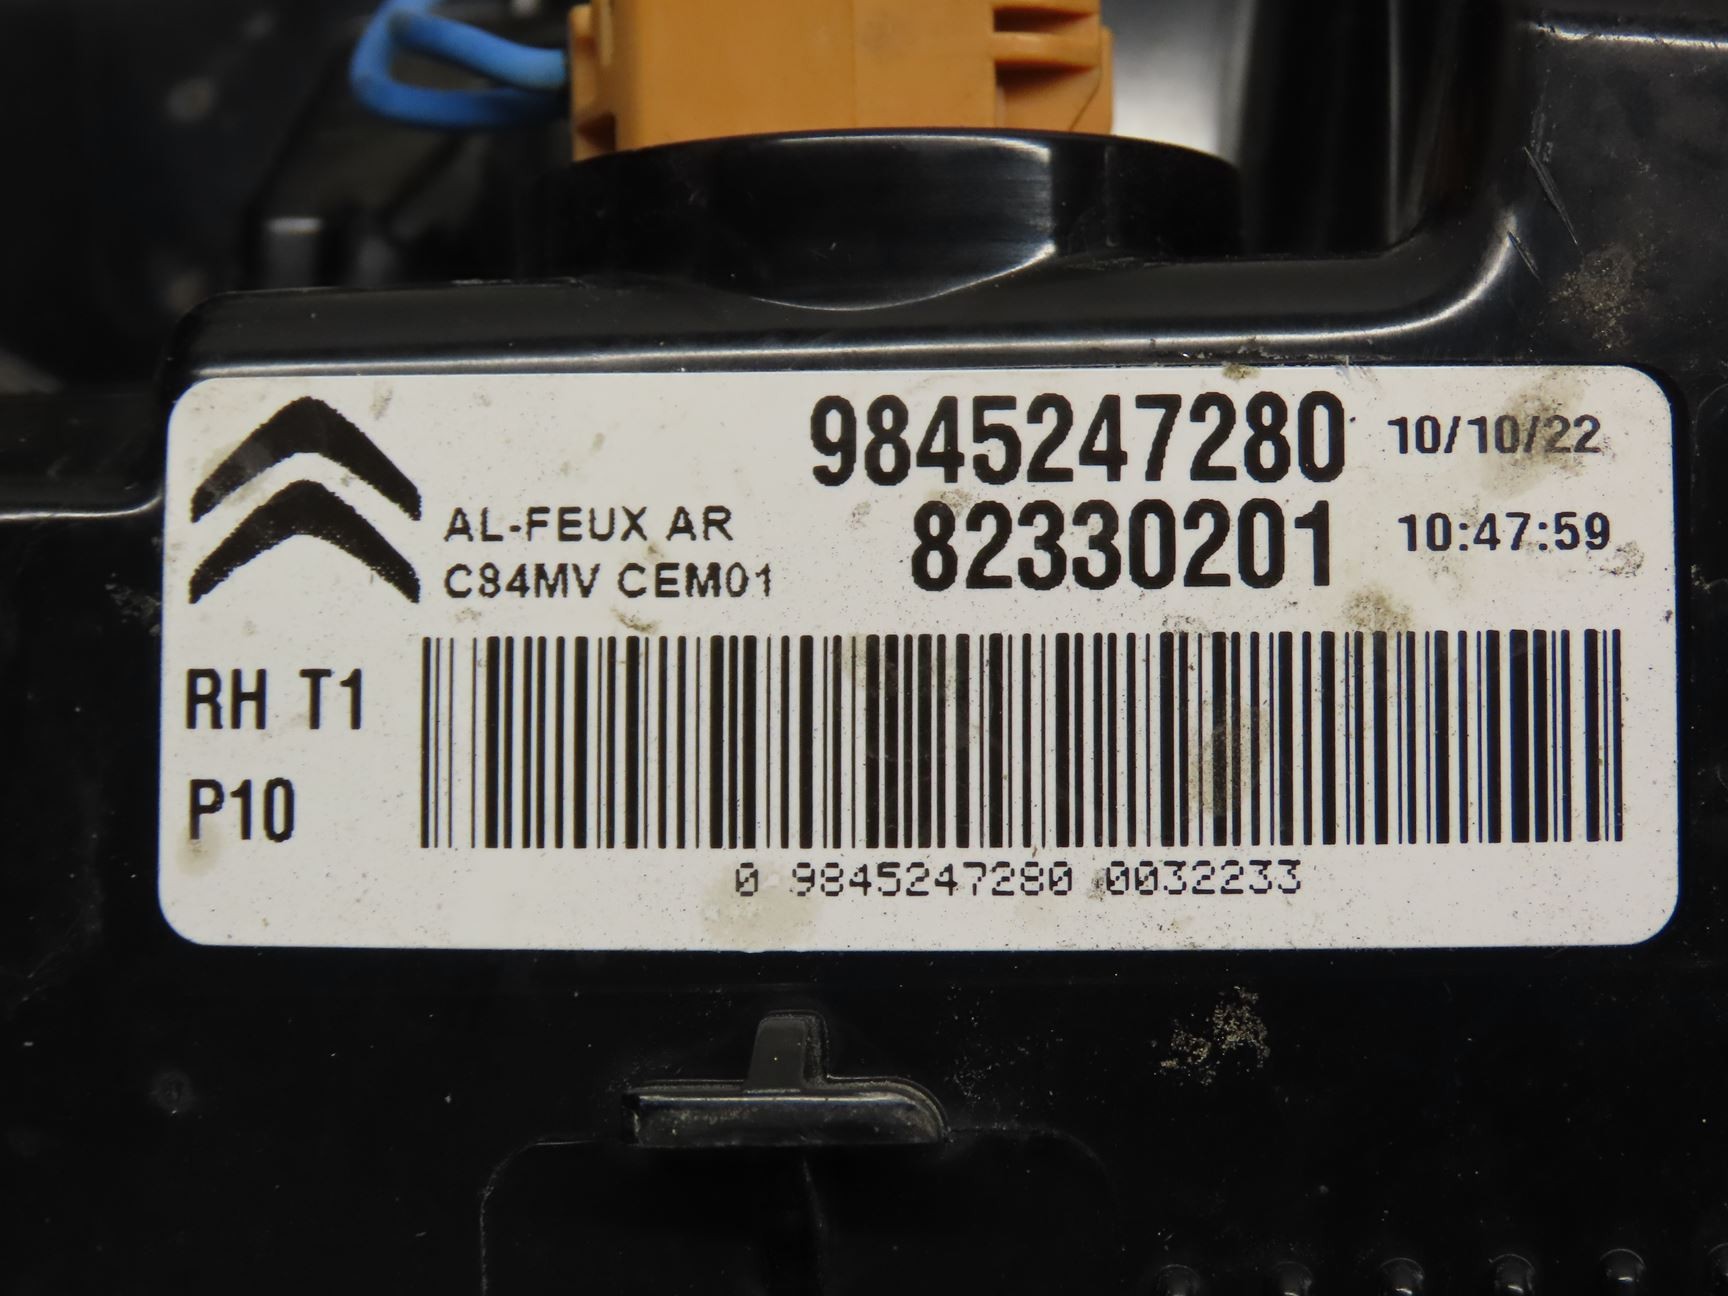 9845247280 10/10/22
AL-FEUX AR 82330201 10:47:59
C84MV CEM01
RH T1
P10
0 9845247280 0032233